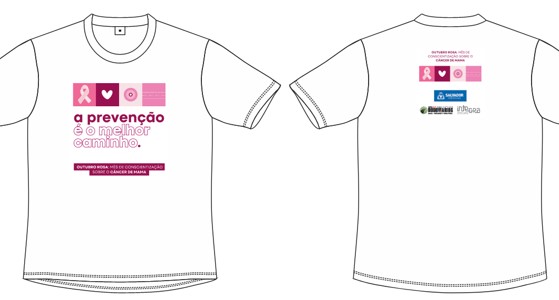 a prevenção
é o melhor
caminho.
OUTUBRO ROSA: MÊS DE CONSCIENTIZAÇÃO
SOBRE O CÂNCER DE MAMA
OUTUBRO ROSA: MÊS DE
CONSCIENTIZAÇÃO SOBRE O
CÂNCER DE MAMA
SALVADOR